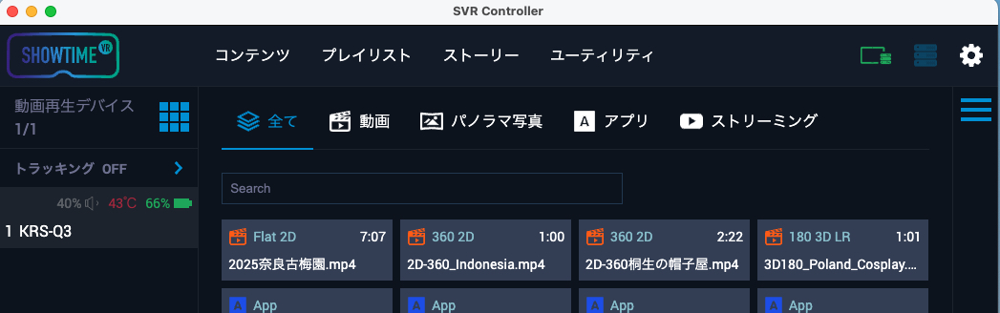 SVR Controller
SHOWTIME VR
コンテンツ プレイリスト ストーリー ユーティリティ
動画再生デバイス
1/1
全て 動画 パノラマ写真 A アプリ ストリーミング
トラッキング OFF
Search
40% 43℃ 66%
1 KRS-Q3
Flat 2D 7:07
2025奈良古梅園.mp4
360 2D 1:00
2D-360_Indonesia.mp4
360 2D 2:22
2D-360桐生の帽子屋.mp4
180 3D LR 1:01
3D180_Poland_Cosplay....
A App
A App
A App
A App